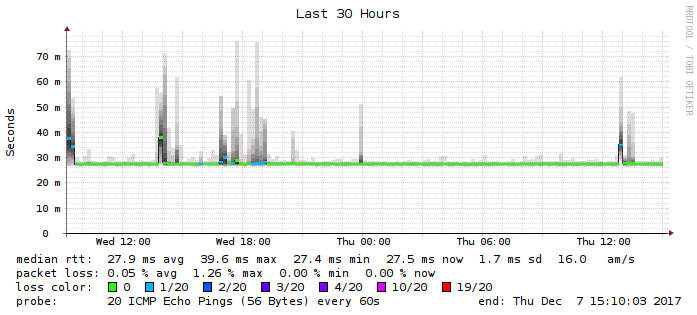 Last 30 Hours
RRDTOOL / TOBI OETIKER
Seconds
70 m
60 m
50 m
40 m
30 m
20 m
10 m
0
Wed 12:00 Wed 18:00 Thu 00:00 Thu 06:00 Thu 12:00
median rtt: 27.9 ms avg 39.6 ms max 27.4 ms min 27.5 ms now 1.7 ms sd 16.0 am/s
packet loss: 0.05 % avg 1.26 % max 0.00 % min 0.00 % now
loss color: 0 1/20 2/20 3/20 4/20 10/20 19/20
probe: 20 ICMP Echo Pings (56 Bytes) every 60s end: Thu Dec 7 15:10:03 2017